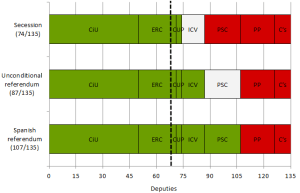 Secession
(74/135)
CiU
ERC
CUP
ICV
PSC
PP
C's
Unconditional
referendum
(87/135)
CiU
ERC
CUP
ICV
PSC
PP
C's
Spanish
referendum
(107/135)
CiU
ERC
CUP
ICV
PSC
PP
C's
0 15 30 45 60 75 90 105 120 135
Deputies